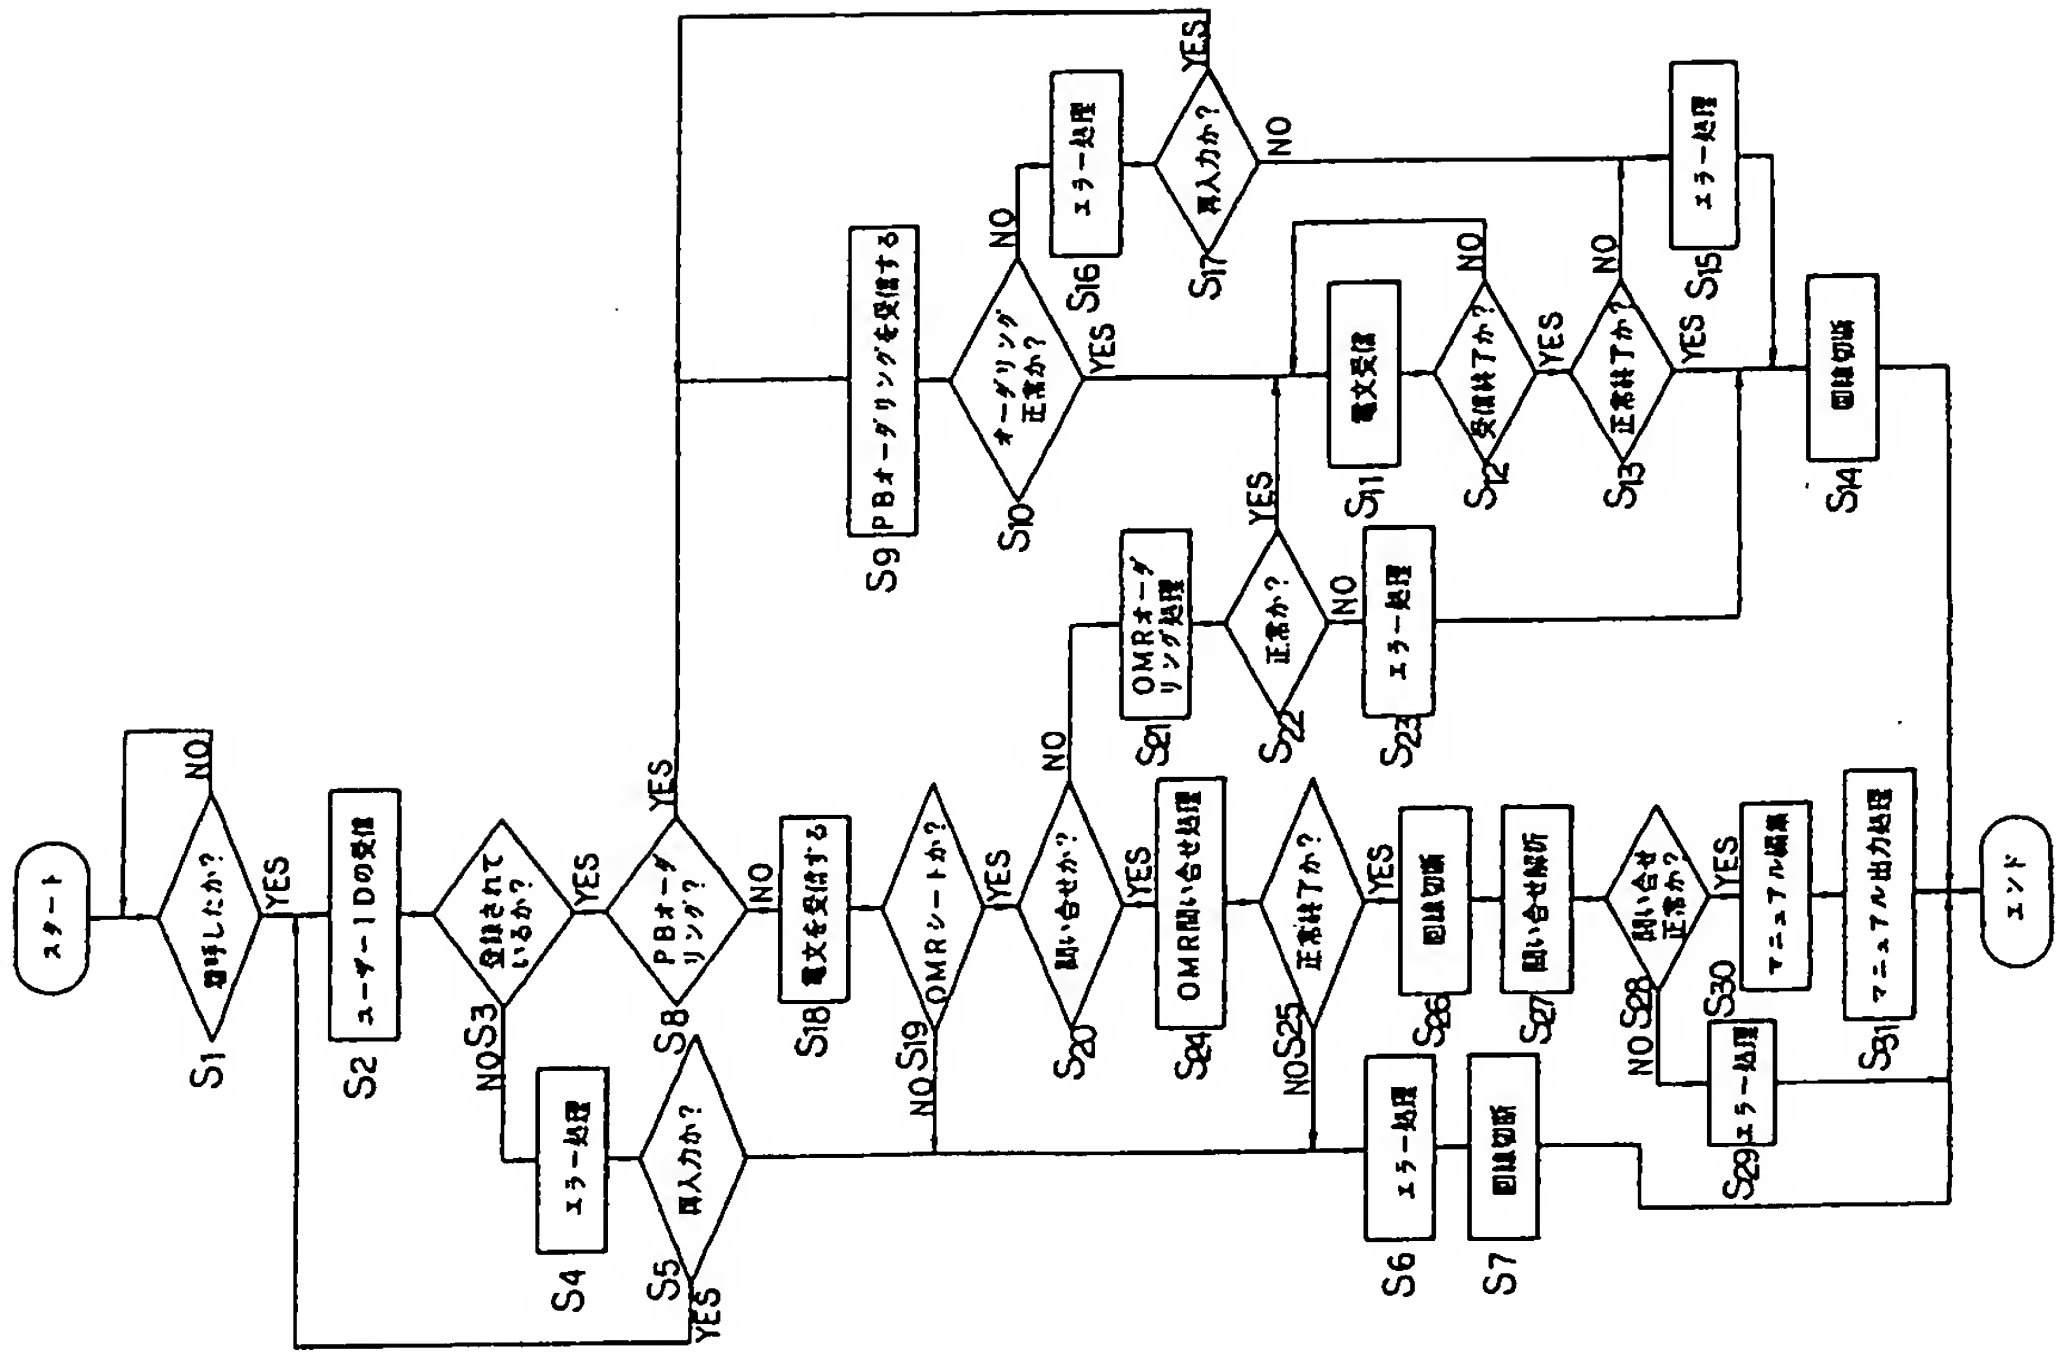 スタート
着呼したか?
S1
NO
YES
ユーザーIDの受信
S2
登録されて
いるか?
S3
NO
YES
エラー処理
S4
再入力か?
S5
YES
PBオーダ
リング?
S8
YES
NO
電文を受信する
S18
OMRシートか?
S19
NO
YES
問い合せか?
S20
NO
YES
OMR問い合せ処理
S24
正常終了か?
S25
NO
YES
回線切断
S26
問い合せ解析
S27
問い合せ
正常か?
S28
NO
YES
エラー処理
S29
マニュアル編集
S30
マニュアル出力処理
S31
エラー処理
S6
回線切断
S7
OMRオーダ
リング処理
S21
正常か?
S22
YES
NO
エラー処理
S23
PBオーダリングを受信する
S9
オーダリング
正常か?
S10
NO
YES
エラー処理
S16
再入力か?
S17
YES
NO
電文受信
S11
受信終了か?
S12
NO
YES
正常終了か?
S13
NO
YES
エラー処理
S15
回線切断
S14
エンド